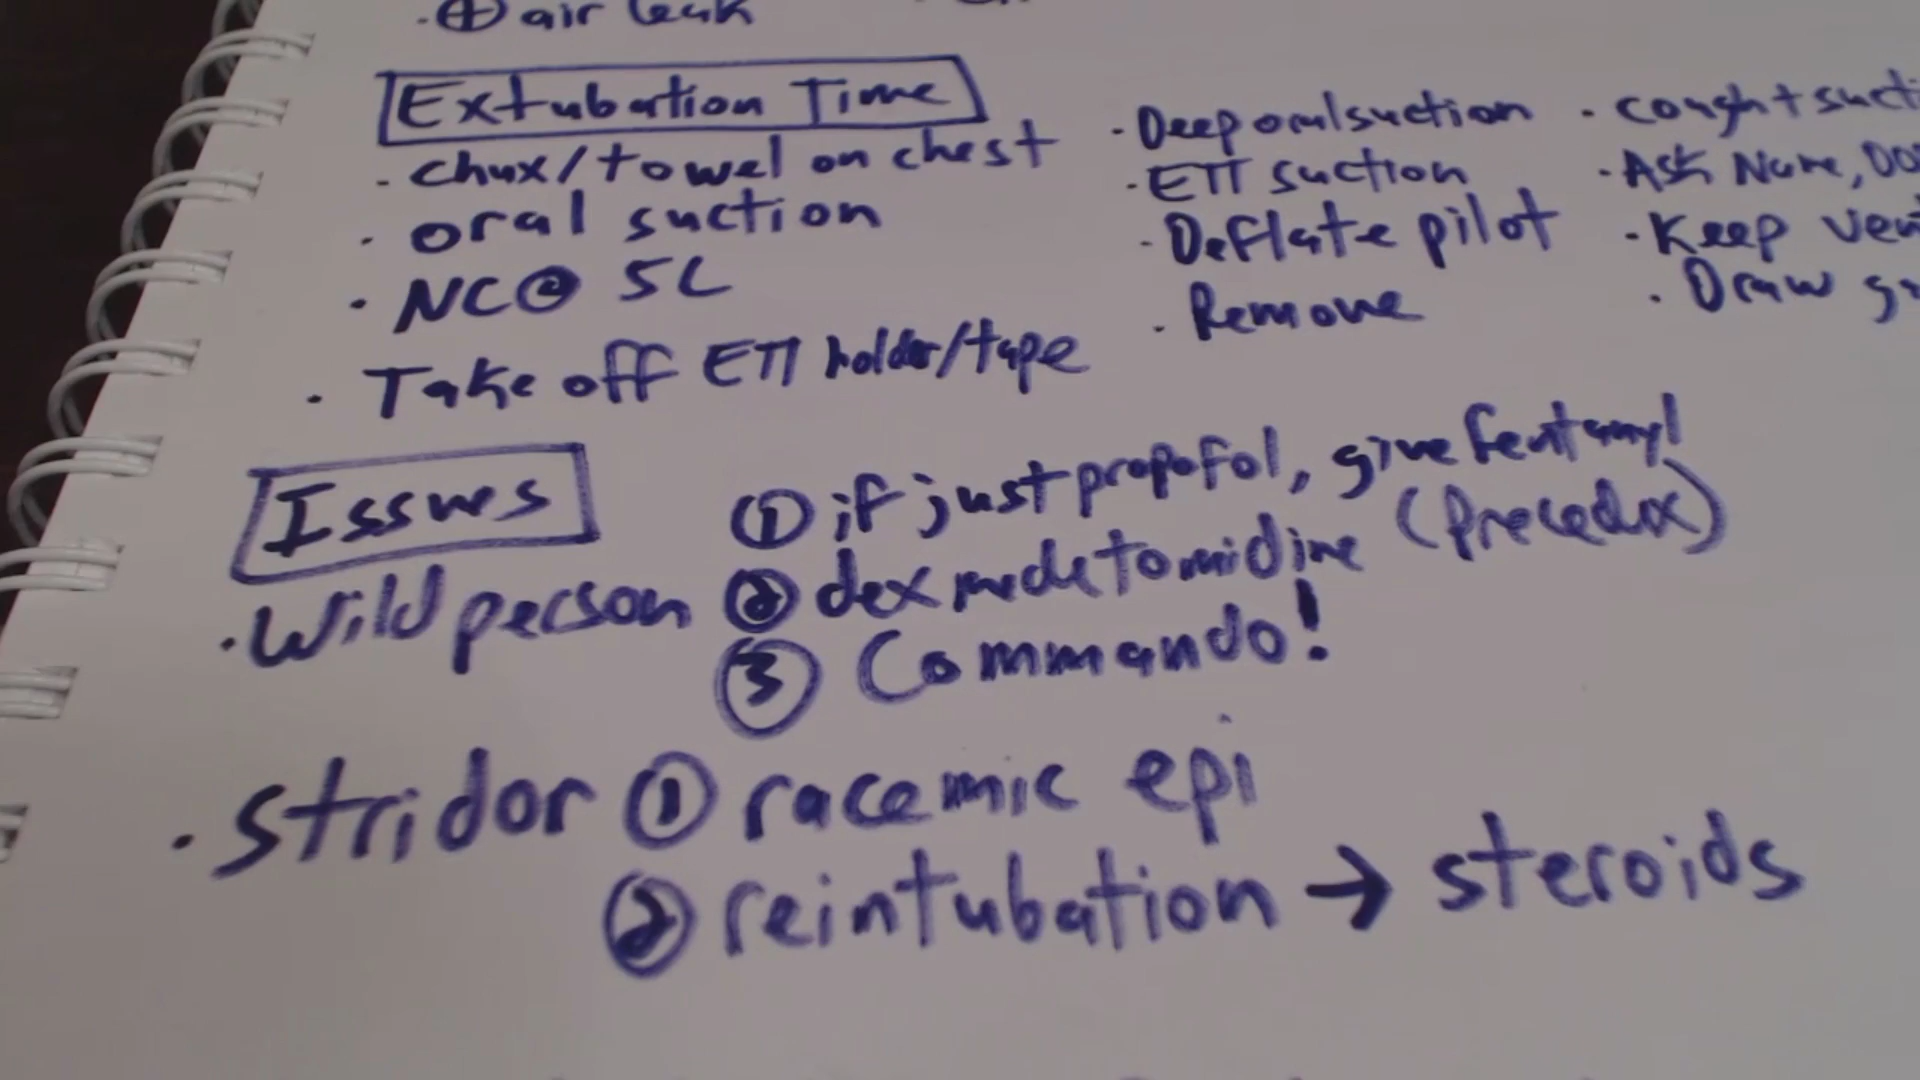 · ⊕ air leak
Extubation Time
· chux/towel on chest
· oral suction
· NC @ 5L
· Take off ETT holder/tape
· Deep oral suction
· ETT suction
· Deflate pilot
· Remove
· cough + sucti
· Ask Name, DO
· Keep ven
· Draw g
Issues
· Wild person ① if just propofol, give fentanyl
② dexmedetomidine (Precedex)
③ Commando!
· stridor ① racemic epi
② reintubation → steroids